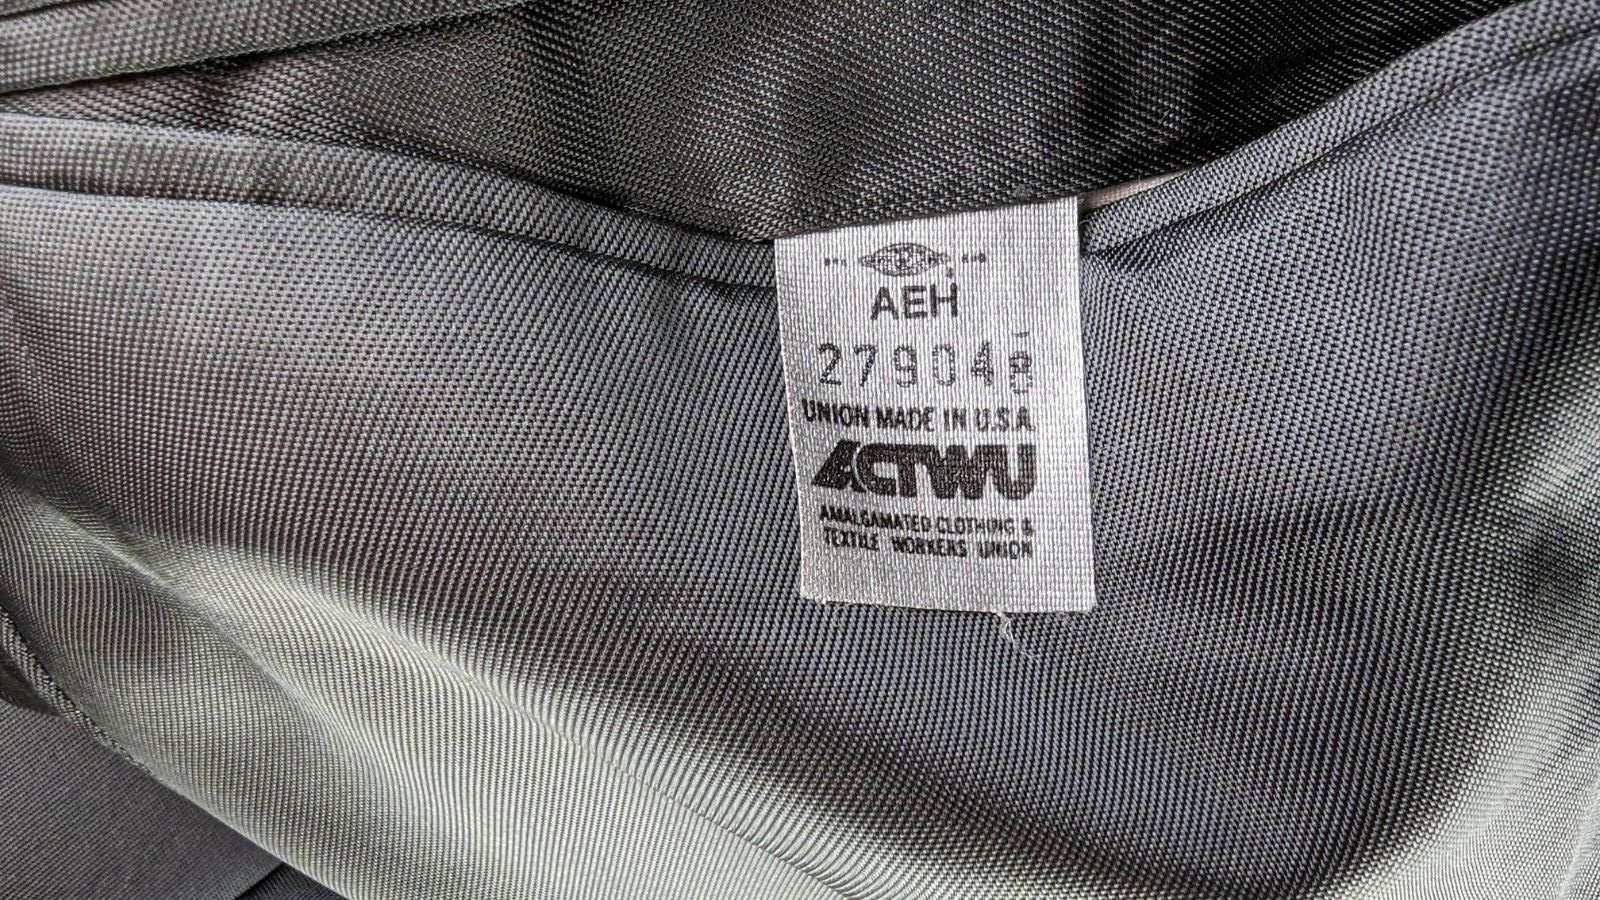 AEH
279048
UNION MADE IN U.S.A.
ACTWU
AMALGAMATED CLOTHING &
TEXTILE WORKERS UNION